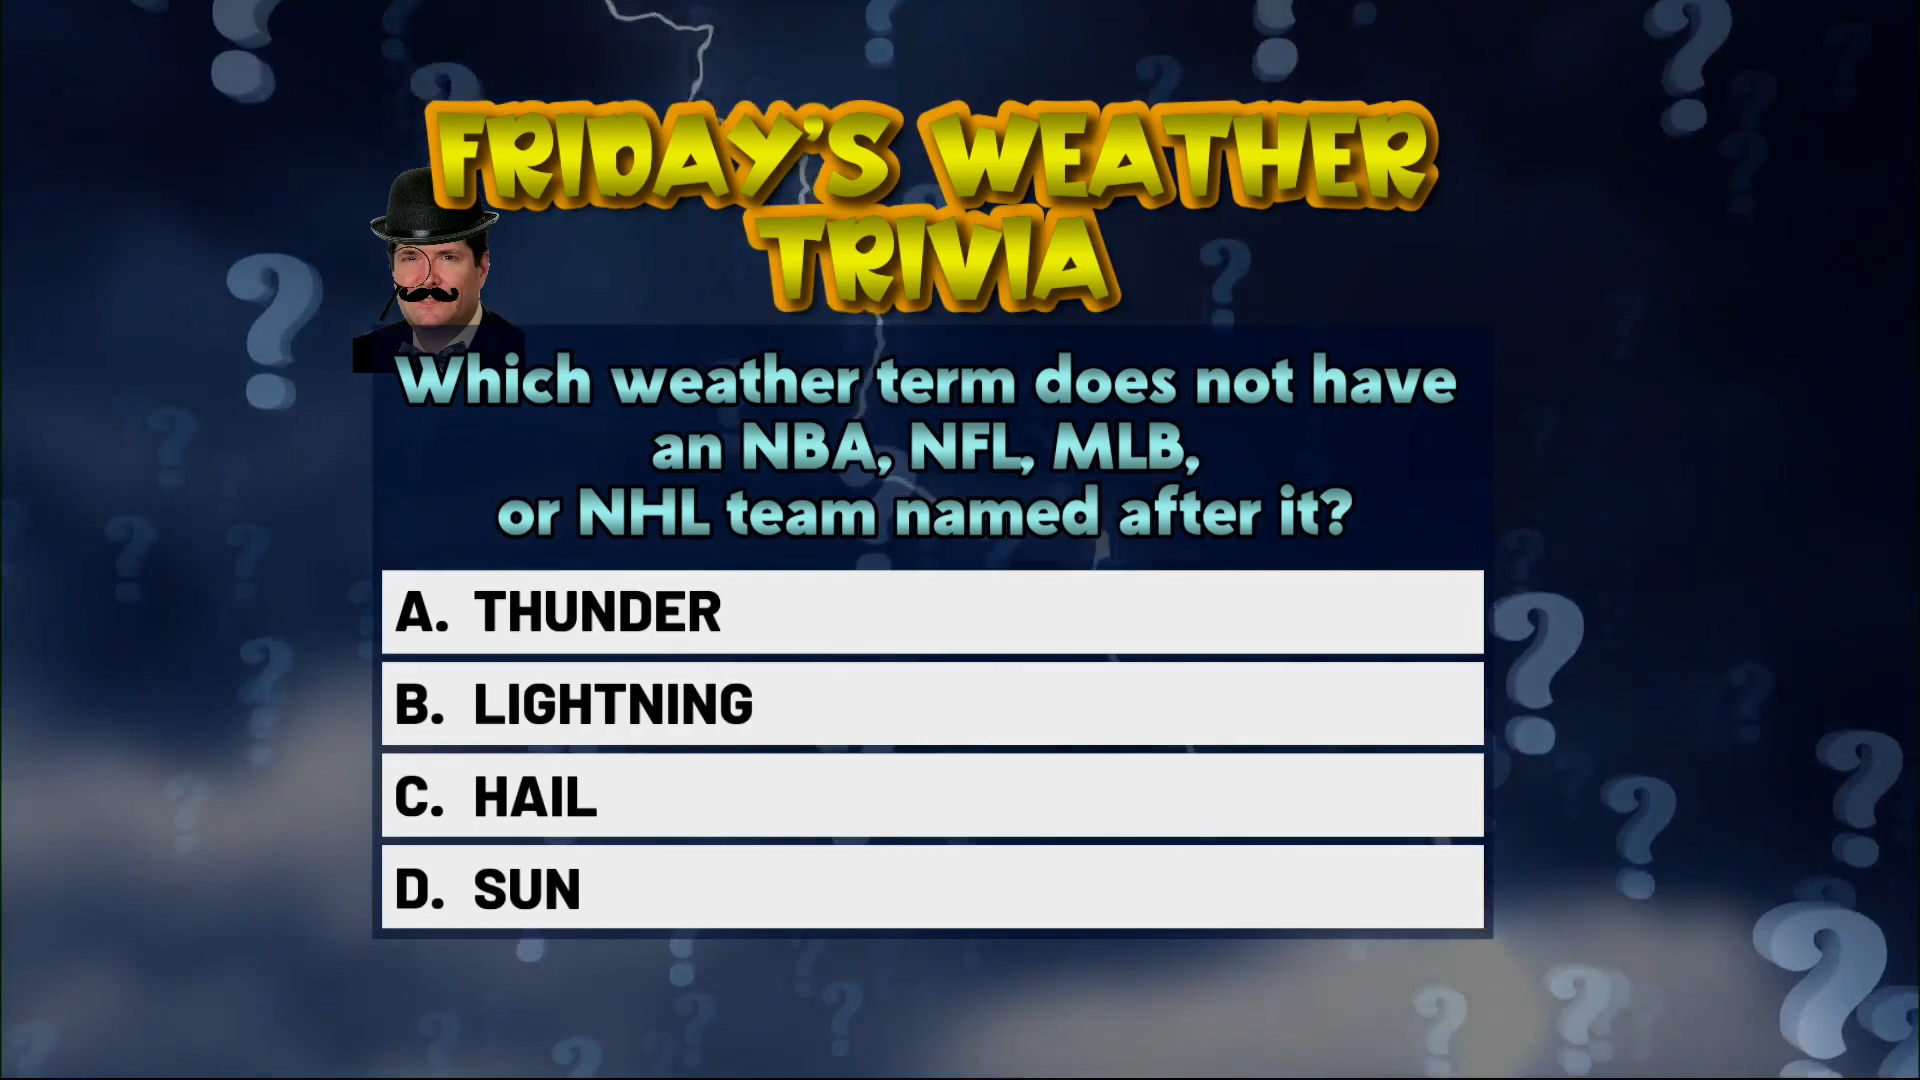 FRIDAY'S WEATHER
TRIVIA
Which weather term does not have
an NBA, NFL, MLB,
or NHL team named after it?
A. THUNDER
B. LIGHTNING
C. HAIL
D. SUN